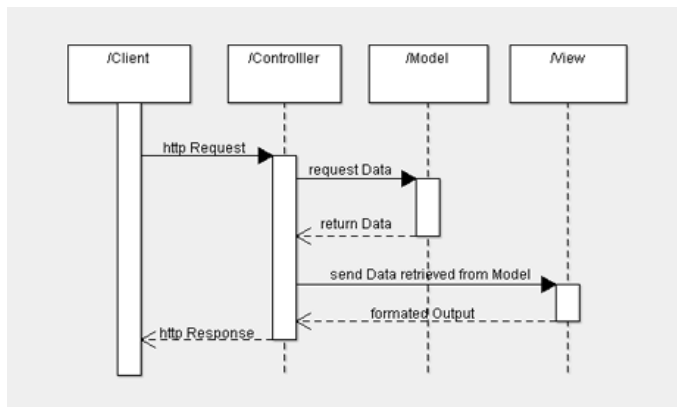 /Client
/Controlller
/Model
/View
http Request
request Data
return Data
send Data retrieved from Model
formated Output
http Response